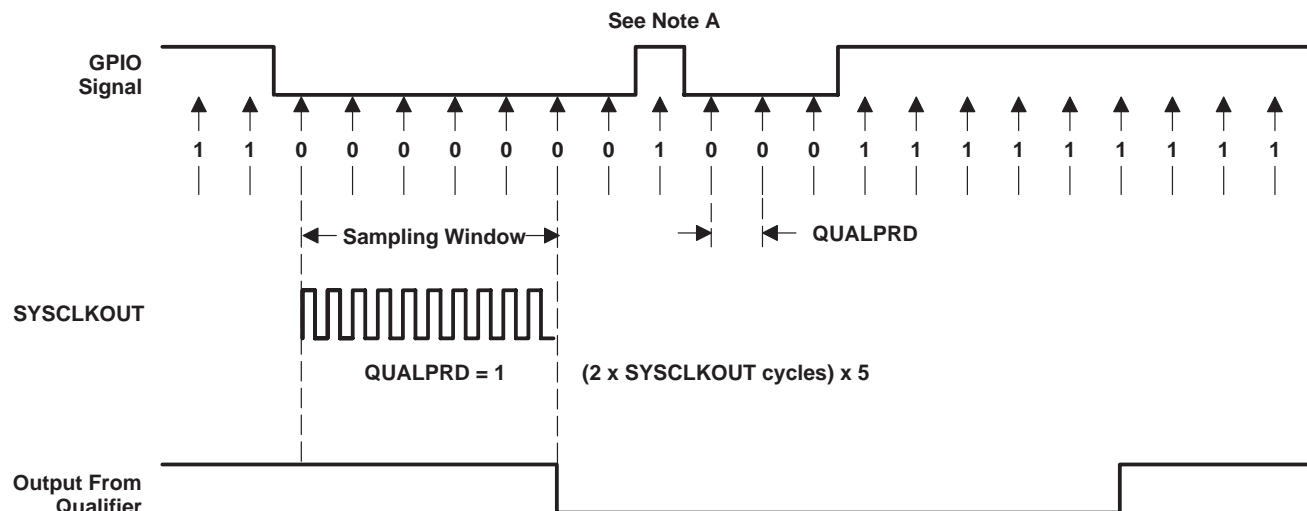 See Note A
GPIO
Signal
1 1 0 0 0 0 0 0 0 1 0 0 0 1 1 1 1 1 1 1 1 1
Sampling Window
QUALPRD
SYSCLKOUT
QUALPRD = 1
(2 x SYSCLKOUT cycles) x 5
Output From
Qualifier